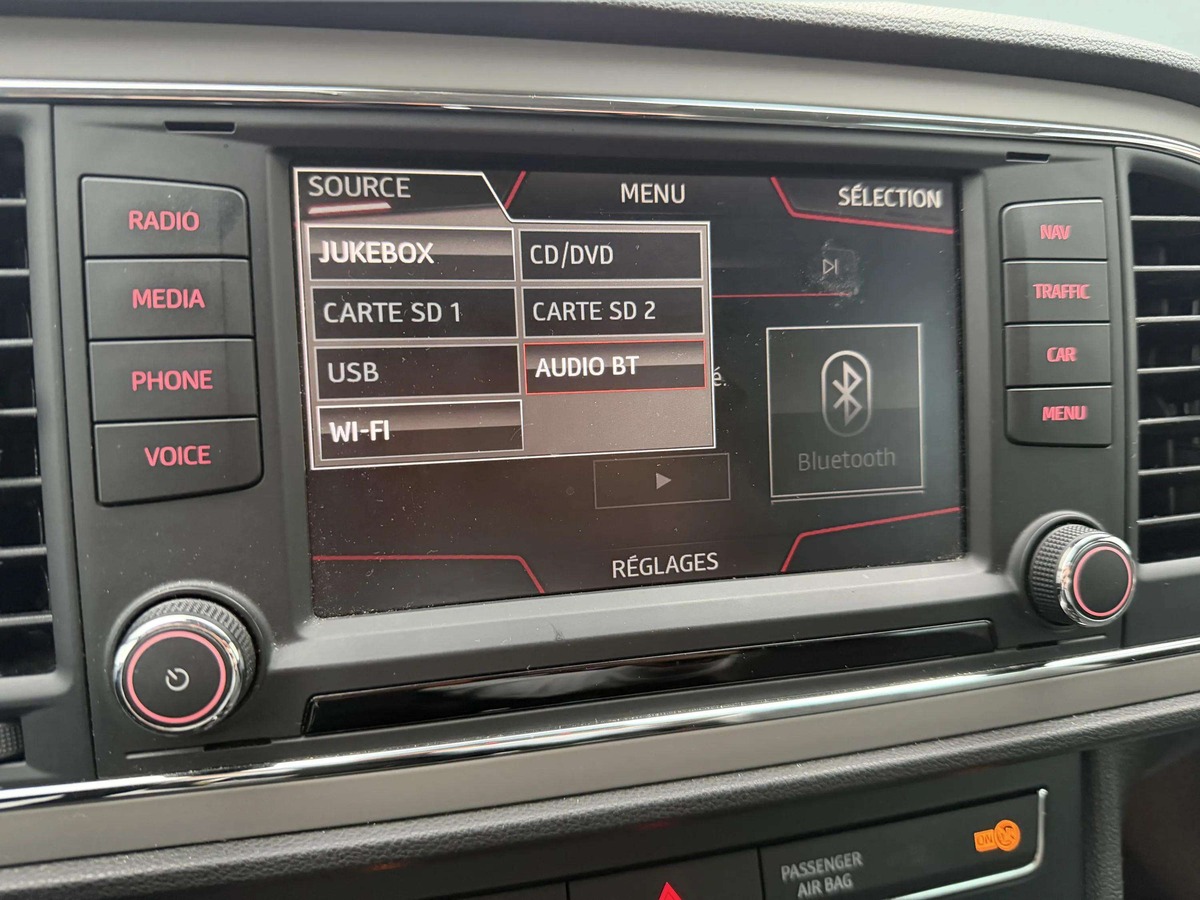 SOURCE
MENU
SÉLECTION
JUKEBOX
CD/DVD
CARTE SD 1
CARTE SD 2
USB
AUDIO BT
é.
WI-FI
Bluetooth
RÉGLAGES
RADIO
MEDIA
PHONE
VOICE
NAV
TRAFFIC
CAR
MENU
PASSENGER
AIR BAG
ON